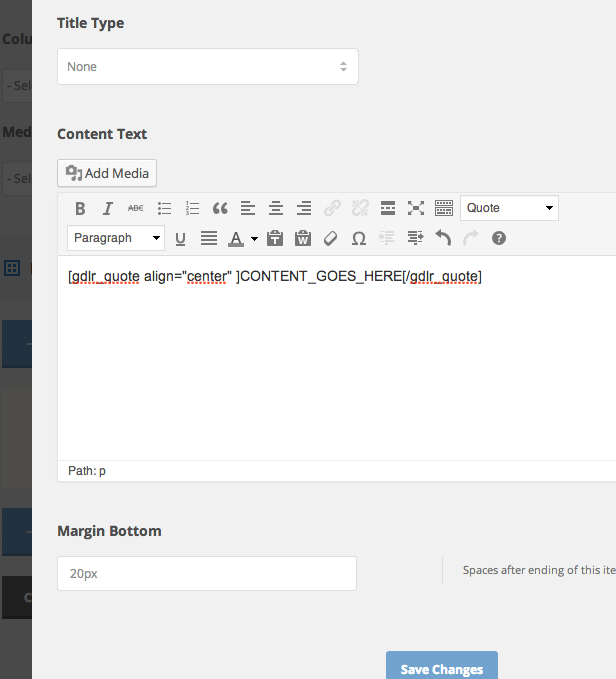 Title Type
Colu
None
- Sel
Content Text
Med
Add Media
- Sel
B I ABC Quote
Paragraph U A T W Ω ?
[gdlr_quote align="center" ]CONTENT_GOES_HERE[/gdlr_quote]
Path: p
Margin Bottom
20px
Spaces after ending of this ite
C
Save Changes